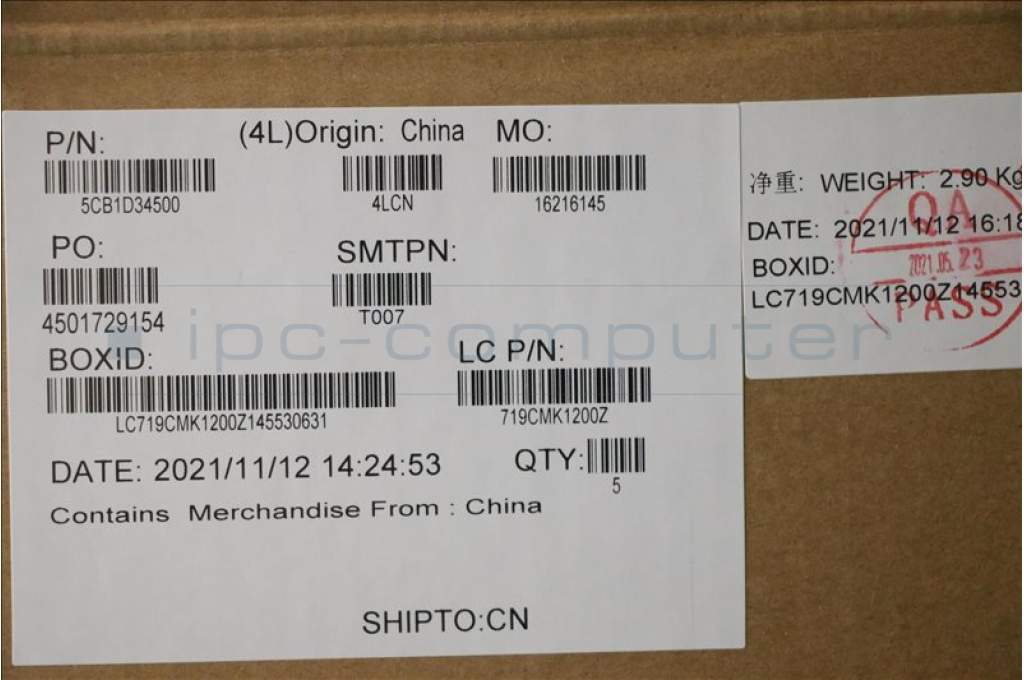 P/N:
5CB1D34500
(4L)Origin: China
4LCN
MO:
16216145
PO:
4501729154
SMTPN:
T007
BOXID:
LC719CMK1200Z145530631
LC P/N:
719CMK1200Z
DATE: 2021/11/12 14:24:53
QTY:
5
Contains Merchandise From : China
SHIPTO:CN
净重: WEIGHT: 2.90 Kg
DATE: 2021/11/12 16:18
BOXID:
LC719CMK1200Z14553
QA
2021.05.23
PASS
ipc-computer